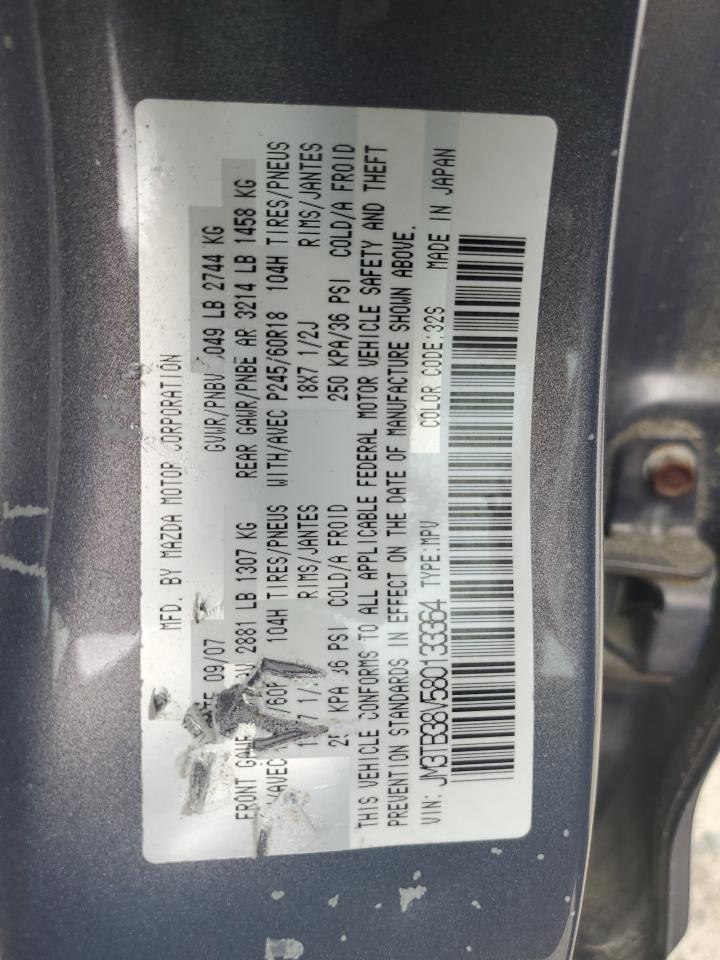 MFD. BY MAZDA MOTOR CORPORATION
09/07 GVWR/PNBV 049 LB 2744 KG
FRONT 2881 LB 1307 KG REAR GAWR/PNBE AR 3214 LB 1458 KG
104H TIRES/PNEUS WITH/AVEC P245/60R18 104H TIRES/PNEUS
RIMS/JANTES 18X7 1/2J RIMS/JANTES
KPA 36 PSI COLD/A FROID 250 KPA/36 PSI COLD/A FROID
THIS VEHICLE CONFORMS TO ALL APPLICABLE FEDERAL MOTOR VEHICLE SAFETY AND THEFT
PREVENTION STANDARDS IN EFFECT ON THE DATE OF MANUFACTURE SHOWN ABOVE.
VIN: JM3TB38V580133364 TYPE:MPV COLOR CODE:32S MADE IN JAPAN